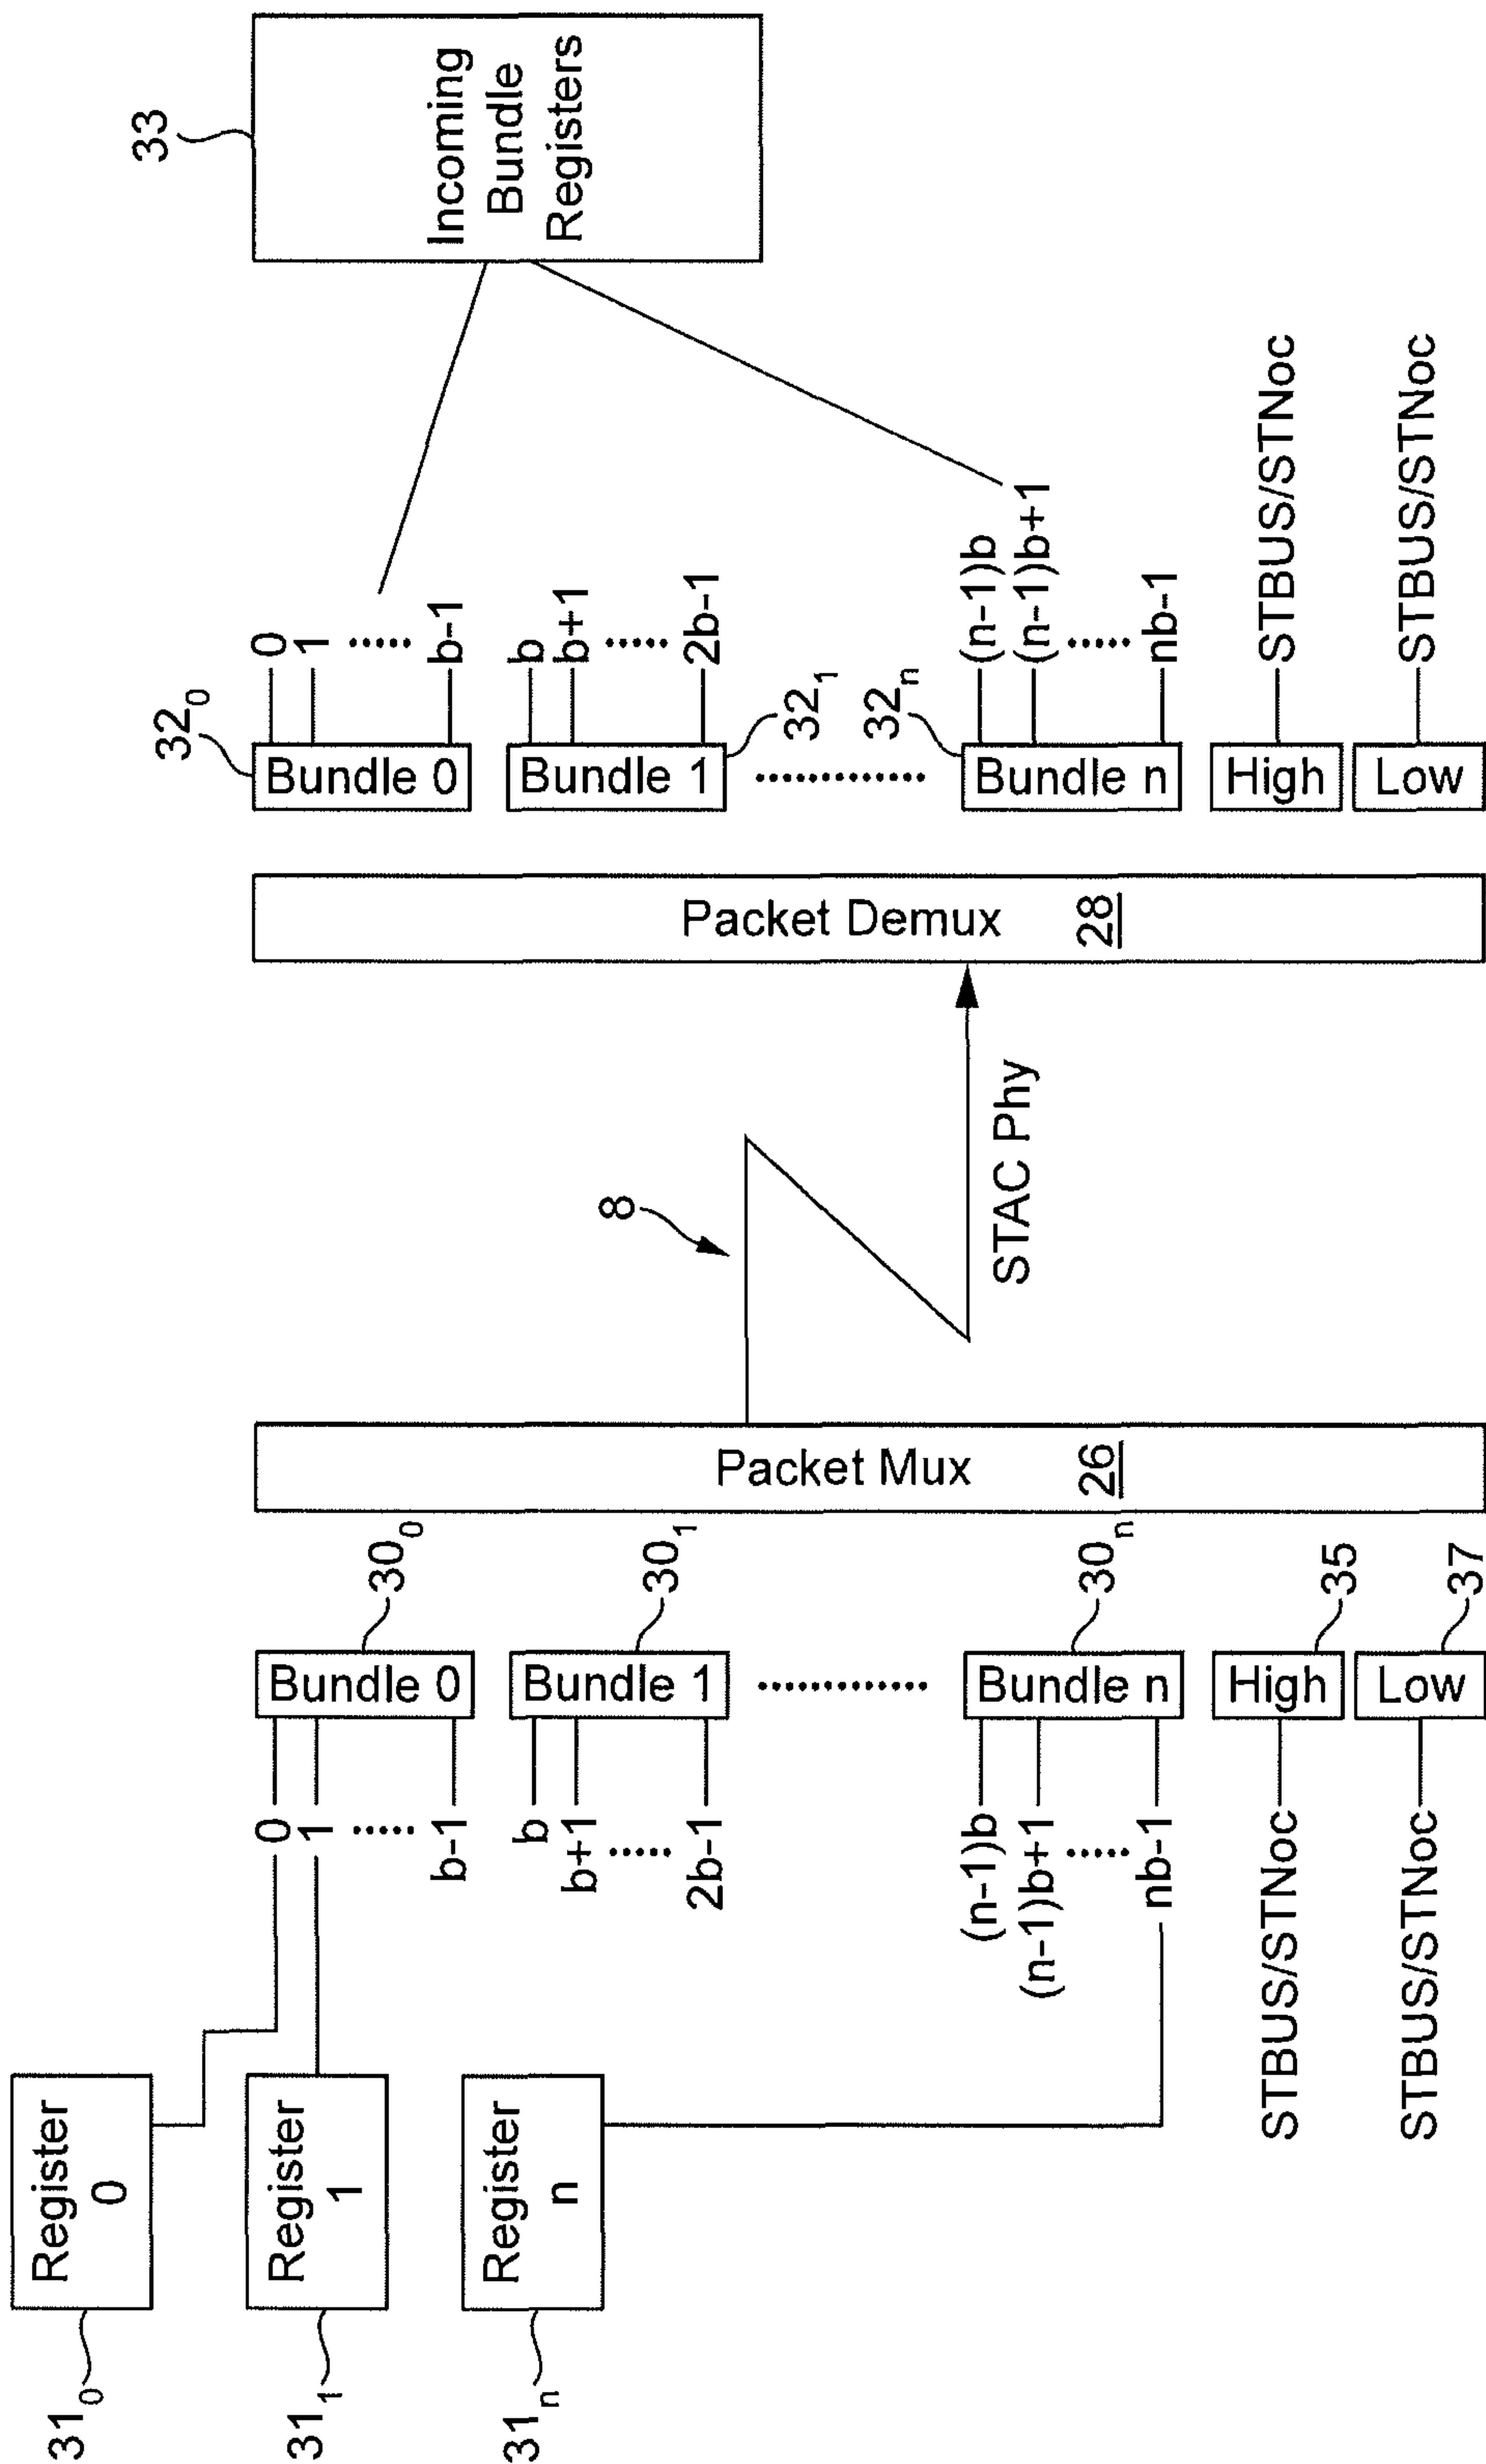 31₀
Register
0
31₁
Register
1
31ₙ
Register
n
0
1
......
b-1
b
b+1
......
2b-1
(n-1)b
(n-1)b+1
......
nb-1
STBUS/STNoc
STBUS/STNoc
Bundle 0
30₀
Bundle 1
30₁
.............
Bundle n
30ₙ
High
35
Low
37
Packet Mux 26
8
STAC Phy
Packet Demux 28
32₀
Bundle 0
Bundle 1
32₁
.............
32ₙ
Bundle n
High
Low
0
1
......
b-1
b
b+1
......
2b-1
(n-1)b
(n-1)b+1
......
nb-1
STBUS/STNoc
STBUS/STNoc
33
Incoming
Bundle
Registers